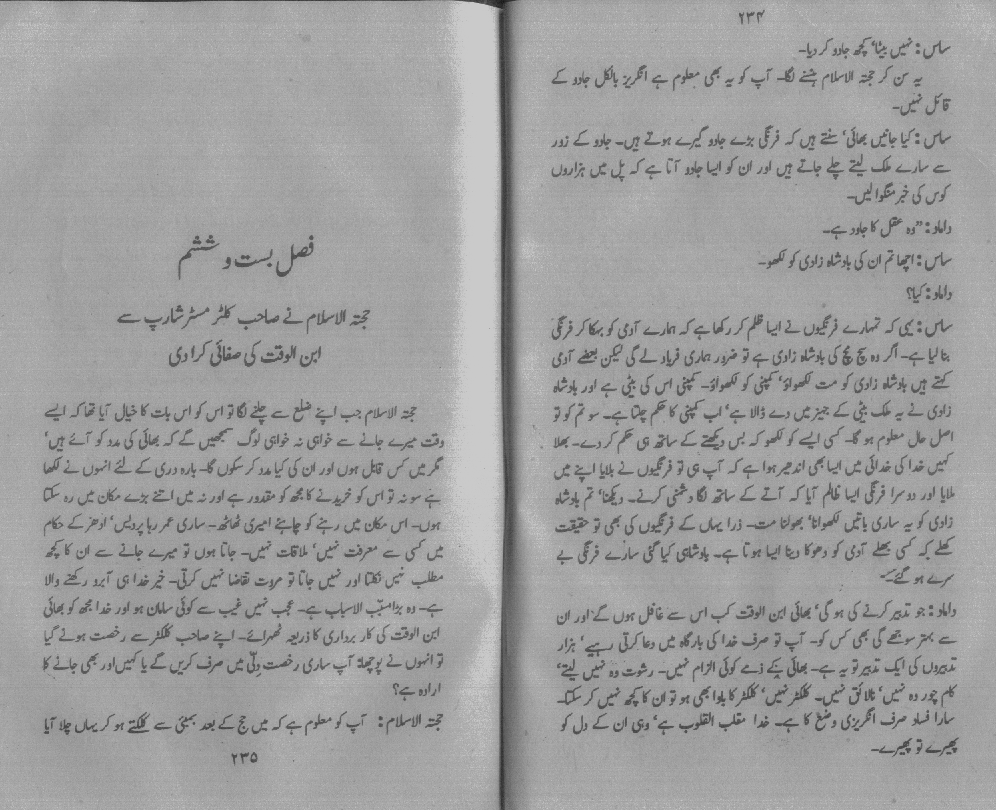 ۲۳۴
ساس: نہیں بیٹا‘ کچھ جادو کر دیا۔
یہ سن کر حجتہ الاسلام ہنسنے لگا۔ آپ کو یہ بھی معلوم ہے انگریز بالکل جادو کے
قائل نہیں۔
ساس: کیا جانیں بھائی‘ سنتے ہیں کہ فرنگی بڑے جادو گیرے ہوتے ہیں۔ جادو کے زور
سے سارے ملک لیتے چلے جاتے ہیں اور ان کو ایسا جادو آتا ہے کہ پل میں ہزاروں
کوس کی خبر منگوا لیں۔
داماد: ”وہ عقل کا جادو ہے۔
ساس: اچھا تم ان کی بادشاہ زادی کو لکھو۔
داماد: کیا؟
ساس: یہی کہ تمہارے فرنگیوں نے ایسا ظلم کر رکھا ہے کہ ہمارے آدمی کو بہکا کر فرنگی
بنا لیا ہے۔ اگر وہ سچ مچ کی بادشاہ زادی ہے تو ضرور ہماری فریاد لے گی لیکن بعضے آدمی
کہتے ہیں بادشاہ زادی کو مت لکھواؤ‘ کمپنی کو لکھواؤ۔ کمپنی اس کی بیٹی ہے اور بادشاہ
زادی نے یہ ملک بیٹی کے جہیز میں دے ڈالا ہے‘ اب کمپنی کا حکم چلتا ہے۔ سو تم کو تو
اصل حال معلوم ہو گا۔ کسی ایسے کو لکھو کہ بس دیکھتے کے ساتھ ہی حکم کر دے۔ بھلا
کہیں خدا کی خدائی میں ایسا بھی اندھیر ہوا ہے کہ آپ ہی تو فرنگیوں نے بلایا اپنے میں
ملایا اور دوسرا فرنگی ایسا ظالم آیا کہ آتے کے ساتھ لگا دشمنی کرنے۔ دیکھنا‘ تم بادشاہ
زادی کو یہ ساری باتیں لکھوانا‘ بھولنا مت۔ ذرا یہاں کے فرنگیوں کی بھی تو حقیقت
کھلے کہ کسی بھلے آدمی کو دھوکا دینا ایسا ہوتا ہے۔ بادشاہی کیا گئی سارے فرنگی بے
سرے ہو گئے۔
داماد: جو تدبیر کرنے کی ہو گی‘ بھائی ابن الوقت کب اس سے غافل ہوں گے اور ان
سے بہتر سوجھے گی بھی کس کو۔ آپ تو صرف خدا کی بارگاہ میں دعا کرتی رہیے‘ ہزار
تدبیروں کی ایک تدبیر تو یہ ہے۔ بھائی کے ذمے کوئی الزام نہیں۔ رشوت وہ نہیں لیتے‘
کام چور وہ نہیں‘ نالائق نہیں۔ کلکٹر نہیں‘ کلکٹر کا باوا بھی ہو تو ان کا کچھ نہیں کر سکتا۔
سارا فساد صرف انگریزی وضع کا ہے۔ خدا مقلب القلوب ہے‘ وہی ان کے دل کو
پھیرے تو پھیرے۔
فصل بست و ششم
حجتہ الاسلام نے صاحب کلٹر مسٹر شارپ سے
ابن الوقت کی صفائی کرا دی
حجتہ الاسلام جب اپنے ضلع سے چلنے لگا تو اس کو اس بات کا خیال آیا تھا کہ ایسے
وقت میرے جانے سے خواہی نہ خواہی لوگ سمجھیں گے کہ بھائی کی مدد کو آئے ہیں‘
مگر میں کس قابل ہوں اور ان کی کیا مدد کر سکوں گا۔ بارہ دری کے لئے انہوں نے لکھا
ہے سو نہ تو اس کو خریدنے کا مجھ کو مقدور ہے اور نہ میں اتنے بڑے مکان میں رہ سکتا
ہوں۔ اس مکان میں رہنے کو چاہئے امیری ٹھاٹھ۔ ساری عمر رہا پردیس‘ ادھر کے حکام
میں کسی سے معرفت نہیں‘ ملاقات نہیں۔ جاتا ہوں تو میرے جانے سے ان کا کچھ
مطلب نہیں نکلتا اور نہیں جاتا تو مروت تقاضا نہیں کرتی۔ خیر خدا ہی آبرو رکھنے والا
ہے۔ وہ بڑا مسبّب الاسباب ہے۔ عجب نہیں غیب سے کوئی سامان ہو اور خدا مجھ کو بھائی
ابن الوقت کی کار برداری کا ذریعہ ٹھہرائے۔ اپنے صاحب کلکٹر سے رخصت ہونے گیا
تو انہوں نے پوچھا: آپ ساری رخصت دِلّی میں صرف کریں گے یا کہیں اور بھی جانے کا
ارادہ ہے؟
حجتہ الاسلام: آپ کو معلوم ہے کہ میں حج کے بعد بمبئی سے کلکتے ہو کر یہاں چلا آیا
۲۳۵